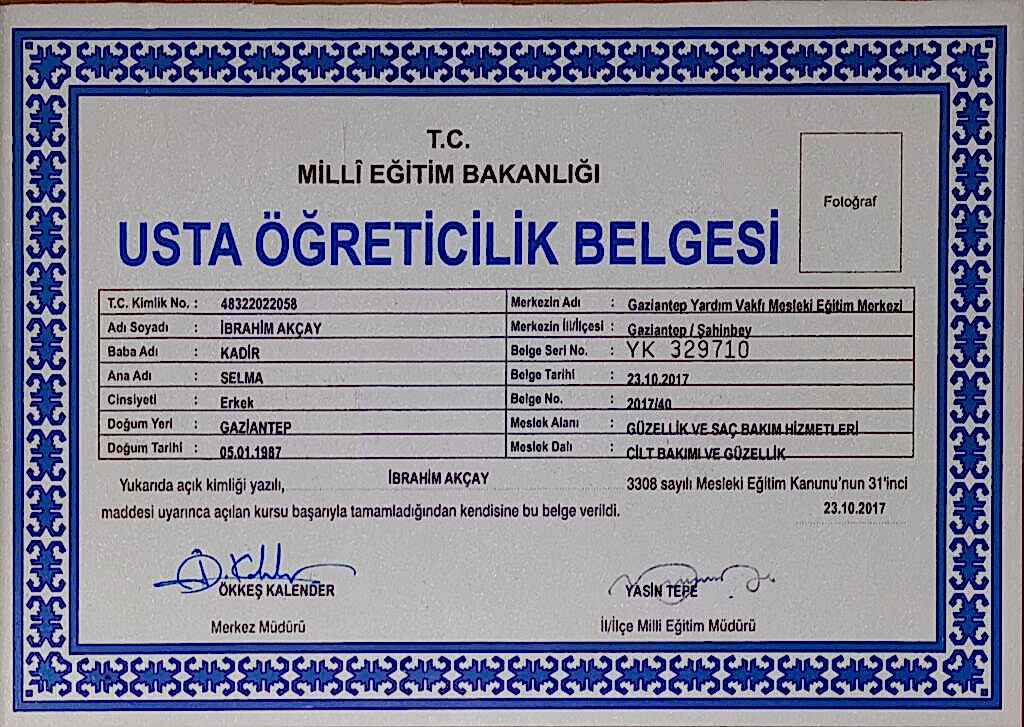 T.C.
MİLLÎ EĞİTİM BAKANLIĞI
USTA ÖĞRETİCİLİK BELGESİ
Fotoğraf
T.C. Kimlik No. : 48322022058
Adı Soyadı : İBRAHİM AKÇAY
Baba Adı : KADİR
Ana Adı : SELMA
Cinsiyeti : Erkek
Doğum Yeri : GAZİANTEP
Doğum Tarihi : 05.01.1987
Merkezin Adı : Gaziantep Yardım Vakfı Mesleki Eğitim Merkezi
Merkezin İli/İlçesi : Gaziantep / Şahinbey
Belge Seri No. : YK 329710
Belge Tarihi : 23.10.2017
Belge No. : 2017/40
Meslek Alanı : GÜZELLİK VE SAÇ BAKIM HİZMETLERİ
Meslek Dalı : CİLT BAKIMI VE GÜZELLİK
Yukarıda açık kimliği yazılı, İBRAHİM AKÇAY 3308 sayılı Mesleki Eğitim Kanunu'nun 31'inci
maddesi uyarınca açılan kursu başarıyla tamamladığından kendisine bu belge verildi. 23.10.2017
ÖKKEŞ KALENDER
Merkez Müdürü
YASİN TEPE
İl/İlçe Milli Eğitim Müdürü